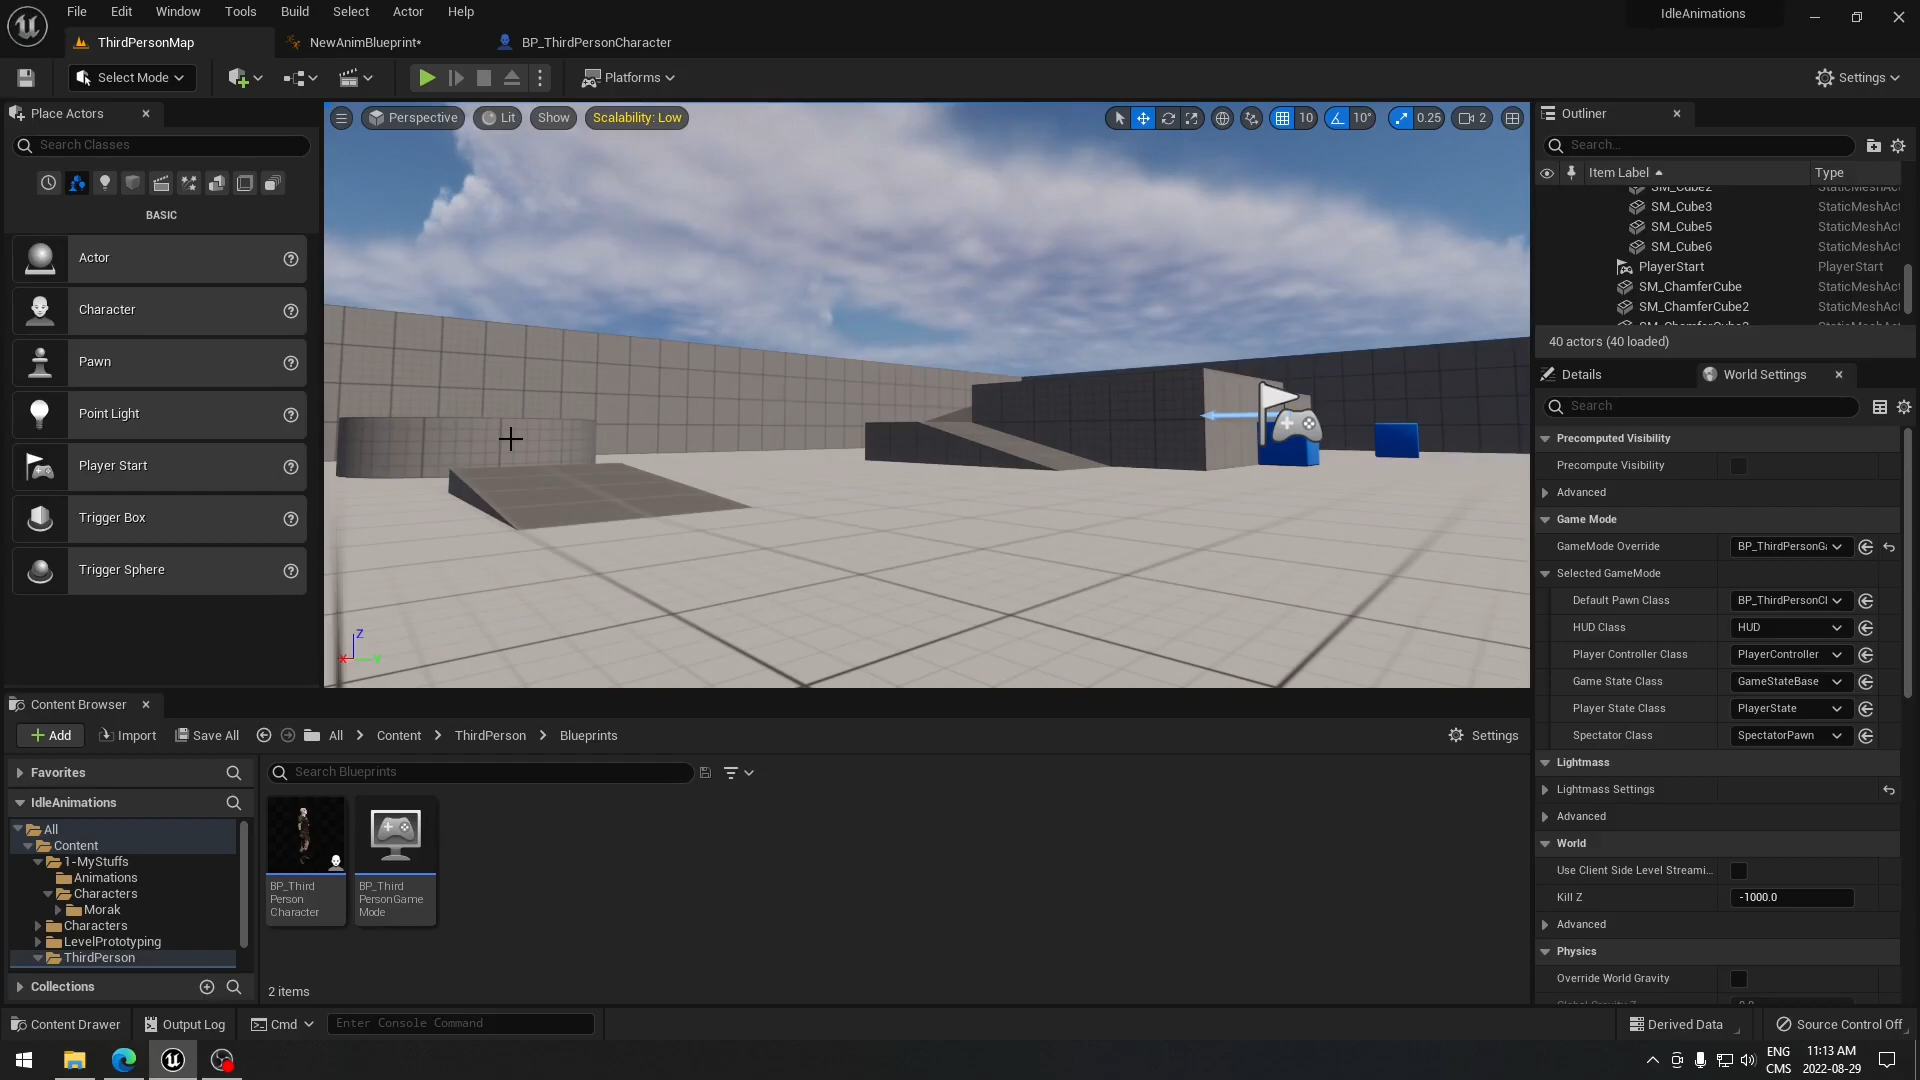 File Edit Window Tools Build Select Actor Help
IdleAnimations
ThirdPersonMap
NewAnimBlueprint*
BP_ThirdPersonCharacter
Select Mode
Platforms
Settings
Place Actors
Search Classes
BASIC
Actor
Character
Pawn
Point Light
Player Start
Trigger Box
Trigger Sphere
Perspective
Lit
Show
Scalability: Low
10
10°
0.25
2
Z
X
Y
Outliner
Search...
Item Label
Type
SM_Cube2 StaticMeshAct
SM_Cube3 StaticMeshAct
SM_Cube5 StaticMeshAct
SM_Cube6 StaticMeshAct
PlayerStart PlayerStart
SM_ChamferCube StaticMeshAct
SM_ChamferCube2 StaticMeshAct
40 actors (40 loaded)
Details
World Settings
Search
Precomputed Visibility
Precompute Visibility
Advanced
Game Mode
GameMode Override BP_ThirdPersonGa
Selected GameMode
Default Pawn Class BP_ThirdPersonCl
HUD Class HUD
Player Controller Class PlayerController
Game State Class GameStateBase
Player State Class PlayerState
Spectator Class SpectatorPawn
Lightmass
Lightmass Settings
Advanced
World
Use Client Side Level Streami...
Kill Z -1000.0
Advanced
Physics
Override World Gravity
Content Browser
Add
Import
Save All
All
Content
ThirdPerson
Blueprints
Settings
Favorites
IdleAnimations
All
Content
1-MyStuffs
Animations
Characters
Morak
Characters
LevelPrototyping
ThirdPerson
Collections
Search Blueprints
BP_Third
Person
Character
BP_Third
PersonGame
Mode
2 items
Content Drawer
Output Log
Cmd
Enter Console Command
Derived Data
Source Control Off
ENG
CMS
11:13 AM
2022-08-29